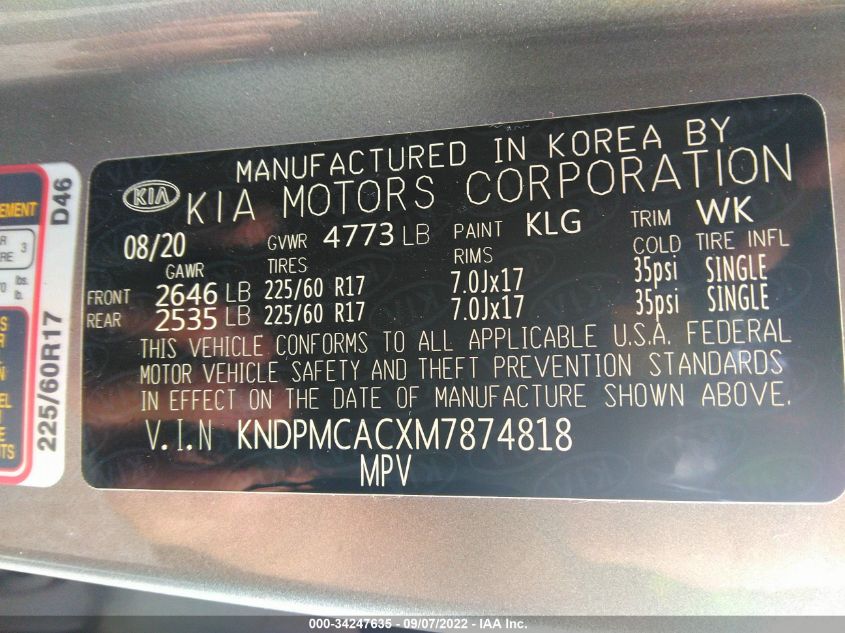 MANUFACTURED IN KOREA BY
KIA KIA MOTORS CORPORATION
08/20 GVWR 4773 LB PAINT KLG TRIM WK
GAWR TIRES RIMS COLD TIRE INFL
FRONT 2646 LB 225/60 R17 7.0Jx17 35psi SINGLE
REAR 2535 LB 225/60 R17 7.0Jx17 35psi SINGLE
THIS VEHICLE CONFORMS TO ALL APPLICABLE U.S.A. FEDERAL
MOTOR VEHICLE SAFETY AND THEFT PREVENTION STANDARDS
IN EFFECT ON THE DATE OF MANUFACTURE SHOWN ABOVE.
V.I.N KNDPMCACXM7874818
MPV
225/60R17 D46
3
lbs.
lb.
000-34247635 - 09/07/2022 - IAA Inc.